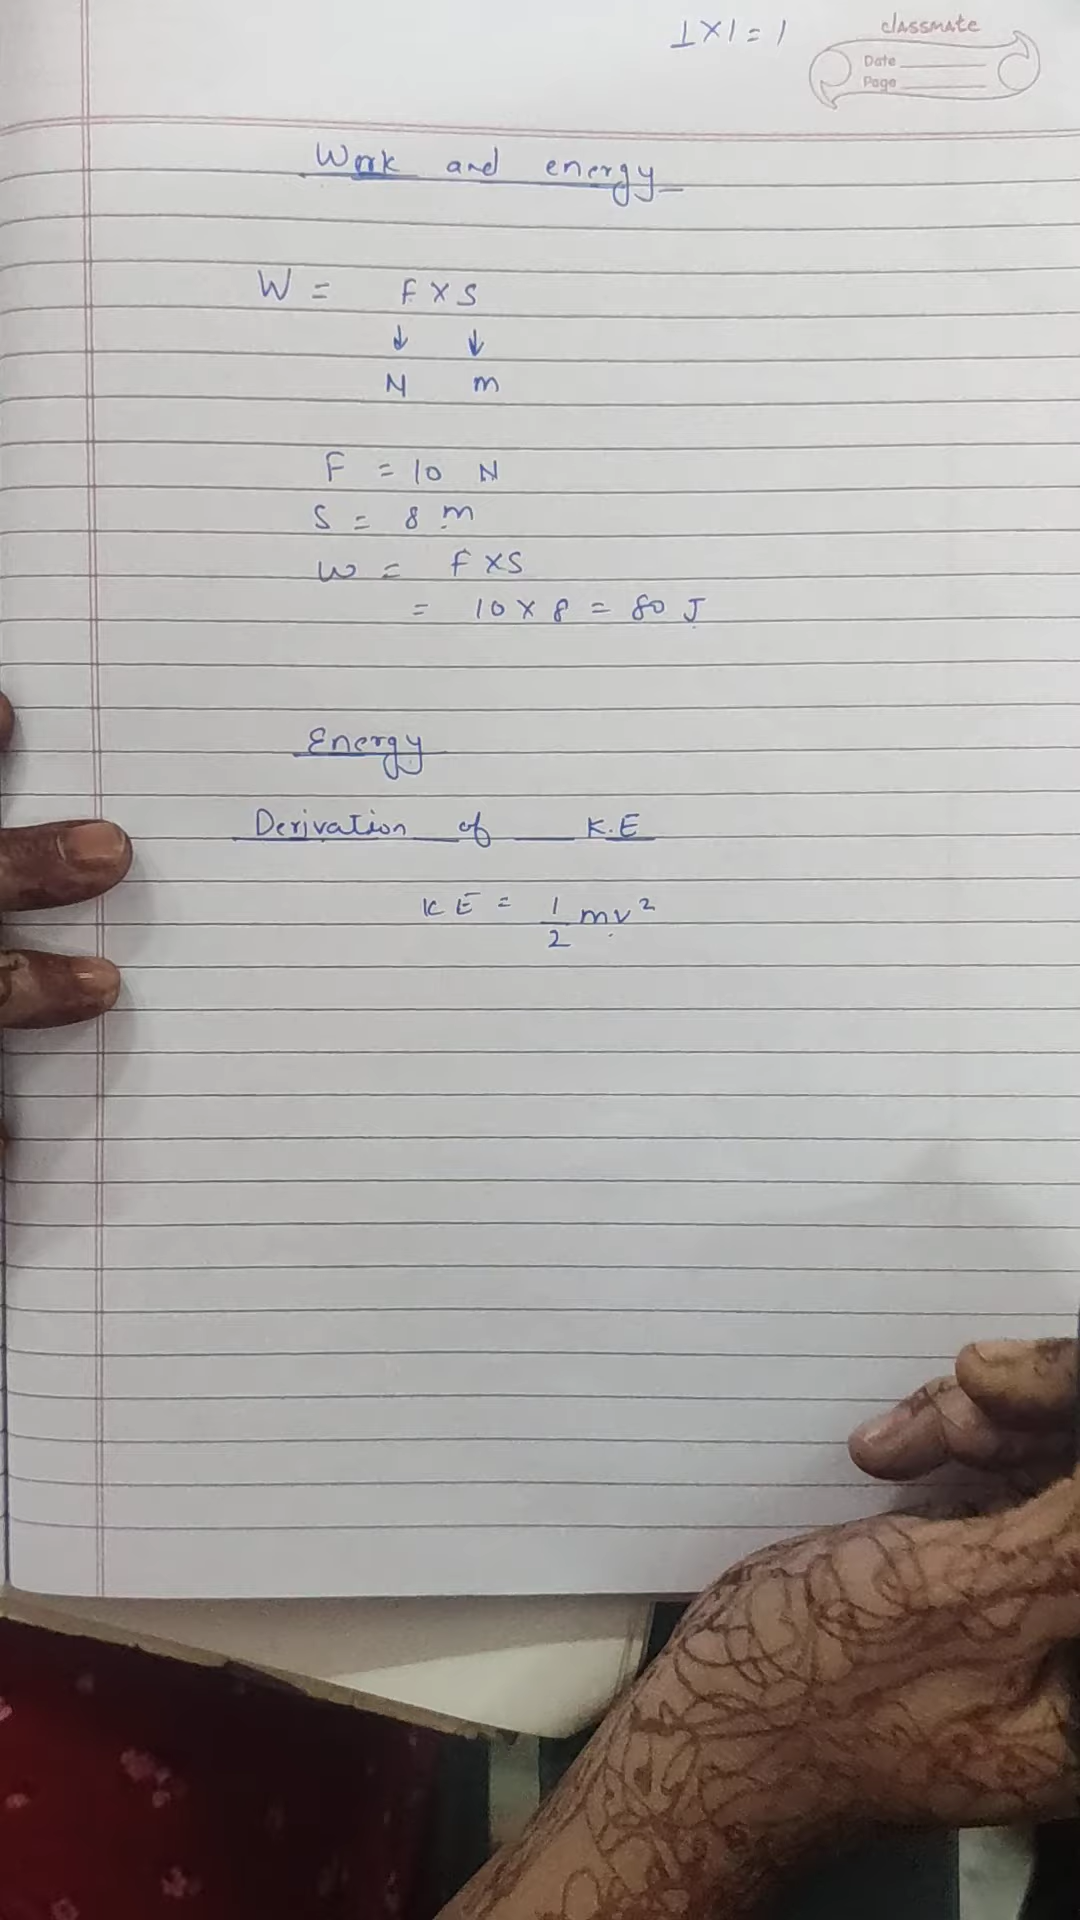 1×1=1
classmate
Date
Page
Work and energy
W = F×S
↓ ↓
N m
F = 10 N
S = 8 m
W = F×S
= 10×8 = 80 J
Energy
Derivation of K.E
KE = 1/2 mv²